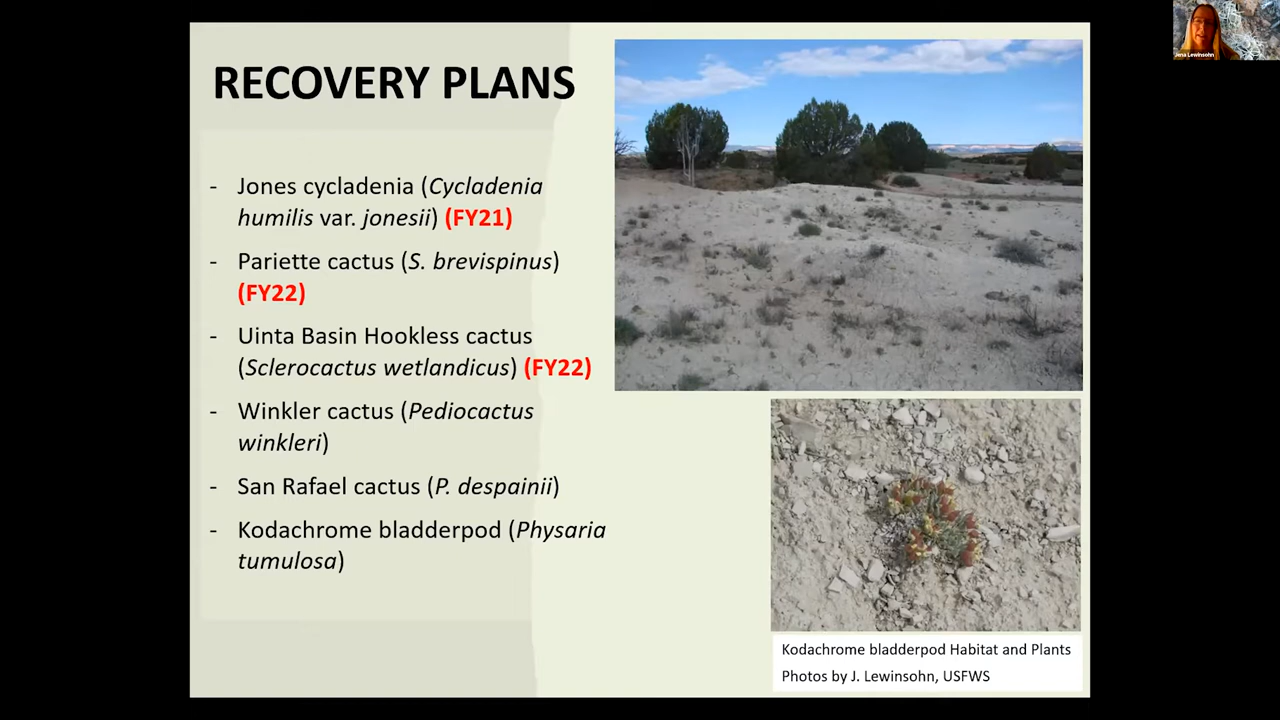 RECOVERY PLANS
- Jones cycladenia (Cycladenia
humilis var. jonesii) (FY21)
- Pariette cactus (S. brevispinus)
(FY22)
- Uinta Basin Hookless cactus
(Sclerocactus wetlandicus) (FY22)
- Winkler cactus (Pediocactus
winkleri)
- San Rafael cactus (P. despainii)
- Kodachrome bladderpod (Physaria
tumulosa)
Kodachrome bladderpod Habitat and Plants
Photos by J. Lewinsohn, USFWS
Jena Lewinsohn